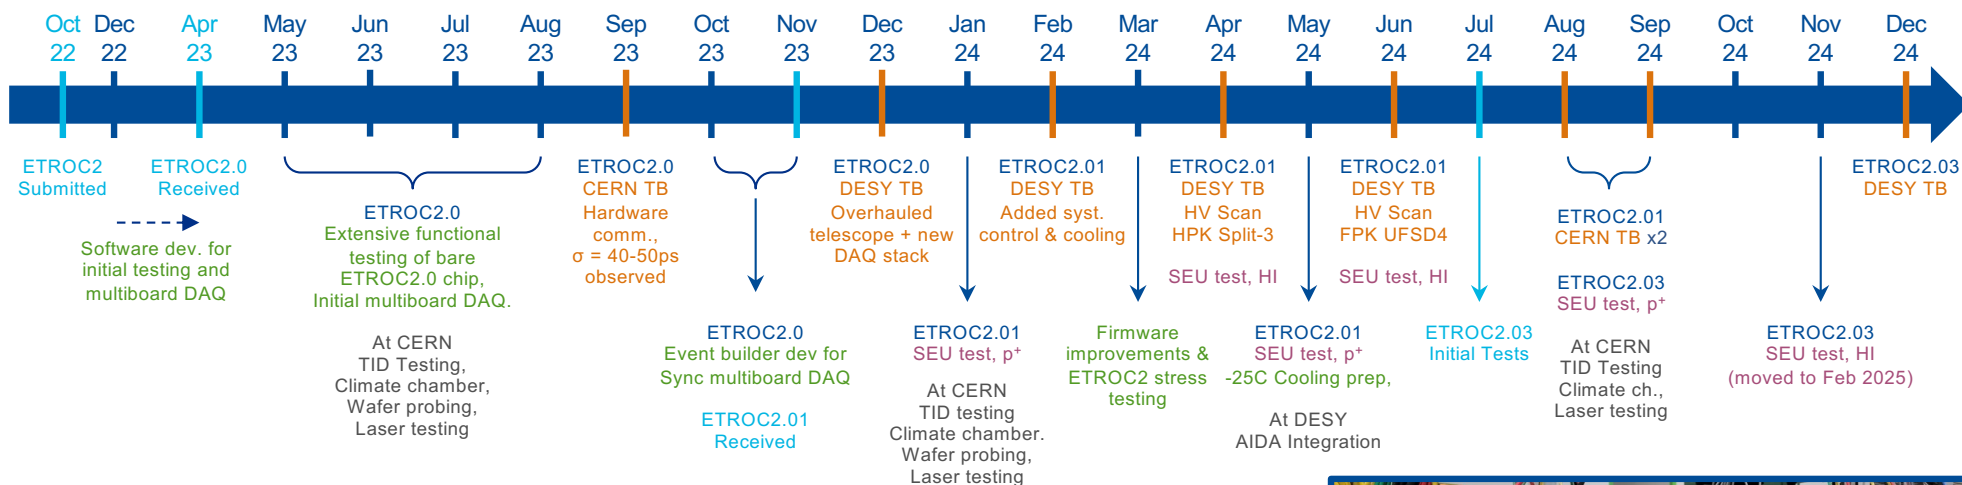 Oct Dec Apr May Jun Jul Aug Sep Oct Nov Dec Jan Feb Mar Apr May Jun Jul Aug Sep Oct Nov Dec
22 22 23 23 23 23 23 23 23 23 23 24 24 24 24 24 24 24 24 24 24 24 24
ETROC2
Submitted
ETROC2.0
Received
Software dev. for
initial testing and
multiboard DAQ
ETROC2.0
Extensive functional
testing of bare
ETROC2.0 chip,
Initial multiboard DAQ.
At CERN
TID Testing,
Climate chamber,
Wafer probing,
Laser testing
ETROC2.0
CERN TB
Hardware
comm.,
σ = 40-50ps
observed
ETROC2.0
Event builder dev for
Sync multiboard DAQ
ETROC2.01
Received
ETROC2.0
DESY TB
Overhauled
telescope + new
DAQ stack
ETROC2.01
SEU test, p⁺
At CERN
TID testing
Climate chamber.
Wafer probing,
Laser testing
ETROC2.01
DESY TB
Added syst.
control & cooling
Firmware
improvements &
ETROC2 stress
testing
ETROC2.01
DESY TB
HV Scan
HPK Split-3
SEU test, HI
ETROC2.01
SEU test, p⁺
-25C Cooling prep,
At DESY
AIDA Integration
ETROC2.01
DESY TB
HV Scan
FPK UFSD4
SEU test, HI
ETROC2.03
Initial Tests
ETROC2.01
CERN TB x2
ETROC2.03
SEU test, p⁺
At CERN
TID Testing
Climate ch.,
Laser testing
ETROC2.03
SEU test, HI
(moved to Feb 2025)
ETROC2.03
DESY TB